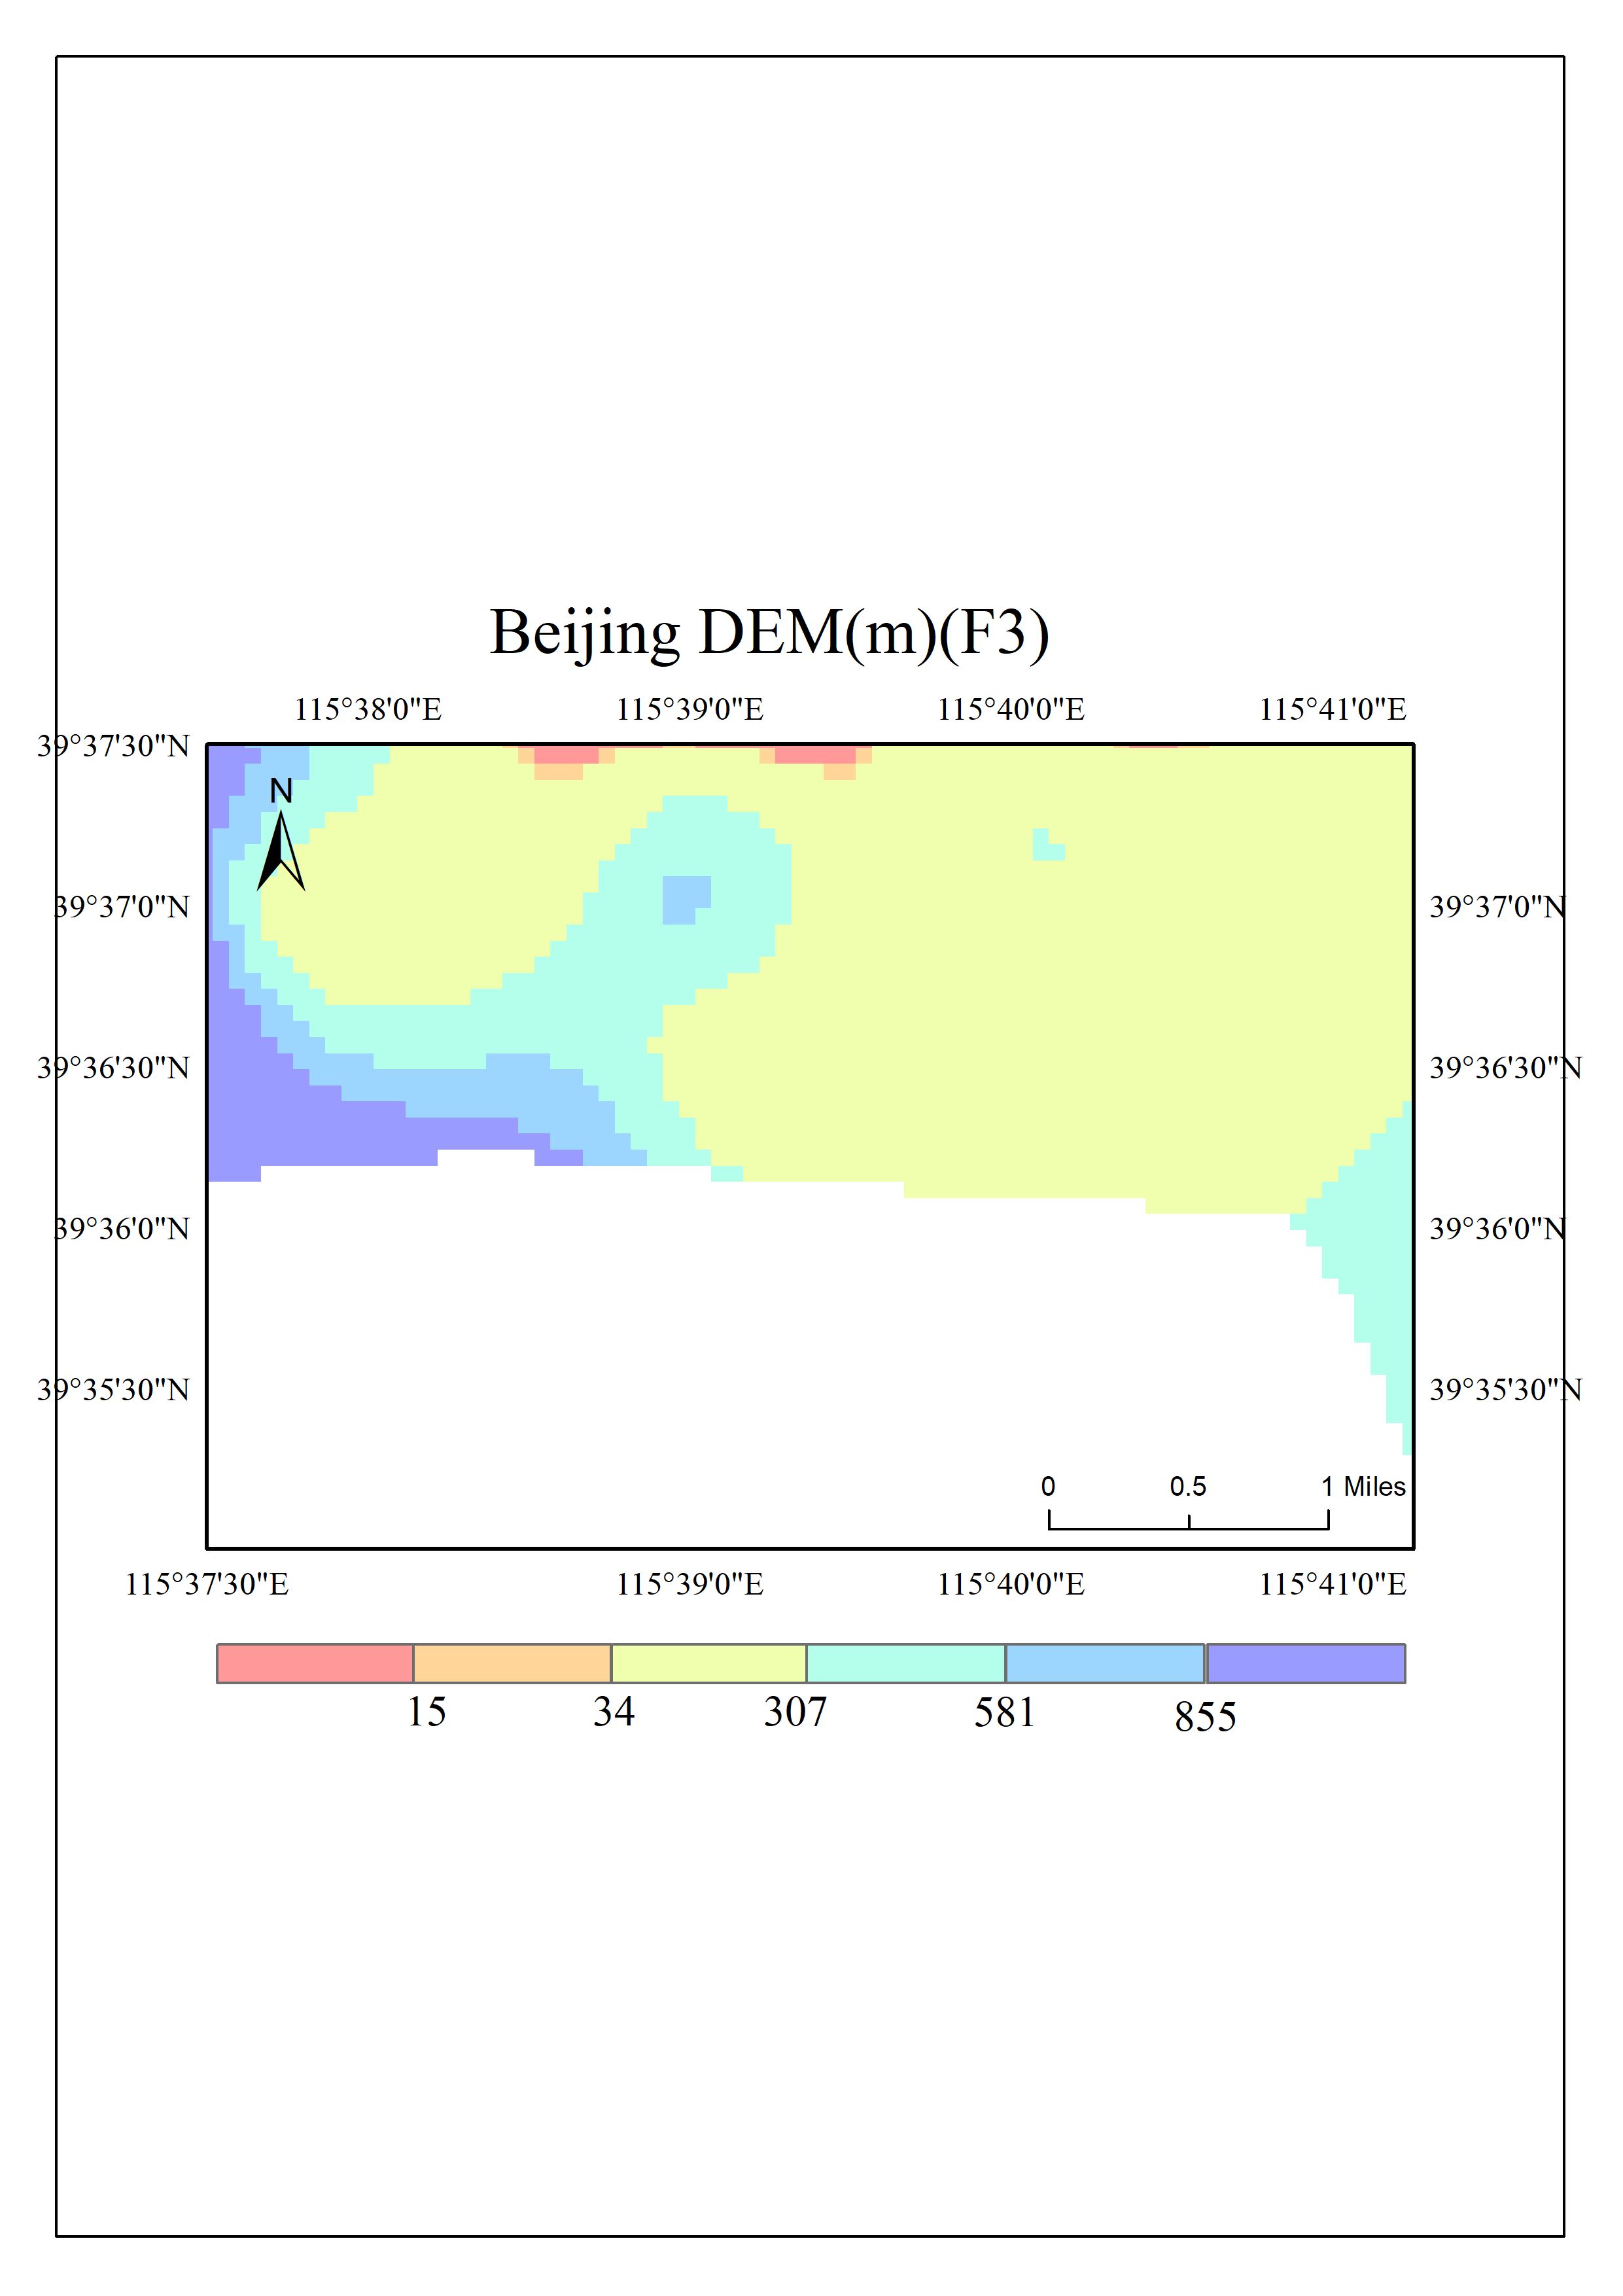 Beijing DEM(m)(F3)
115°38'0"E 115°39'0"E 115°40'0"E 115°41'0"E
39°37'30"N
N
39°37'0"N 39°37'0"N
39°36'30"N 39°36'30"N
39°36'0"N 39°36'0"N
39°35'30"N 39°35'30"N
0 0.5 1 Miles
115°37'30"E 115°39'0"E 115°40'0"E 115°41'0"E
15 34 307 581 855